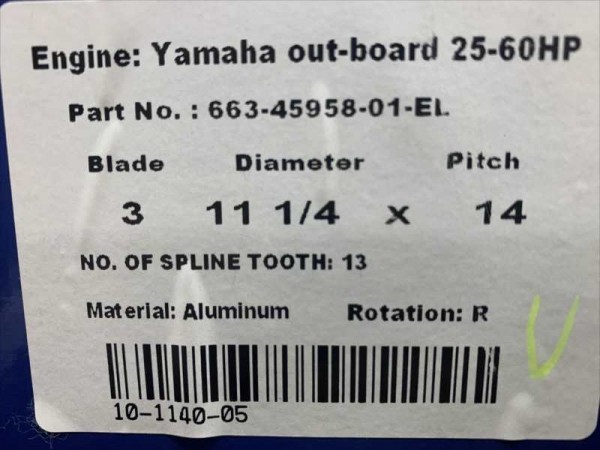 Engine: Yamaha out-board 25-60HP
Part No. : 663-45958-01-EL
Blade Diameter Pitch
3 11 1/4 x 14
NO. OF SPLINE TOOTH: 13
Material: Aluminum Rotation: R
10-1140-05